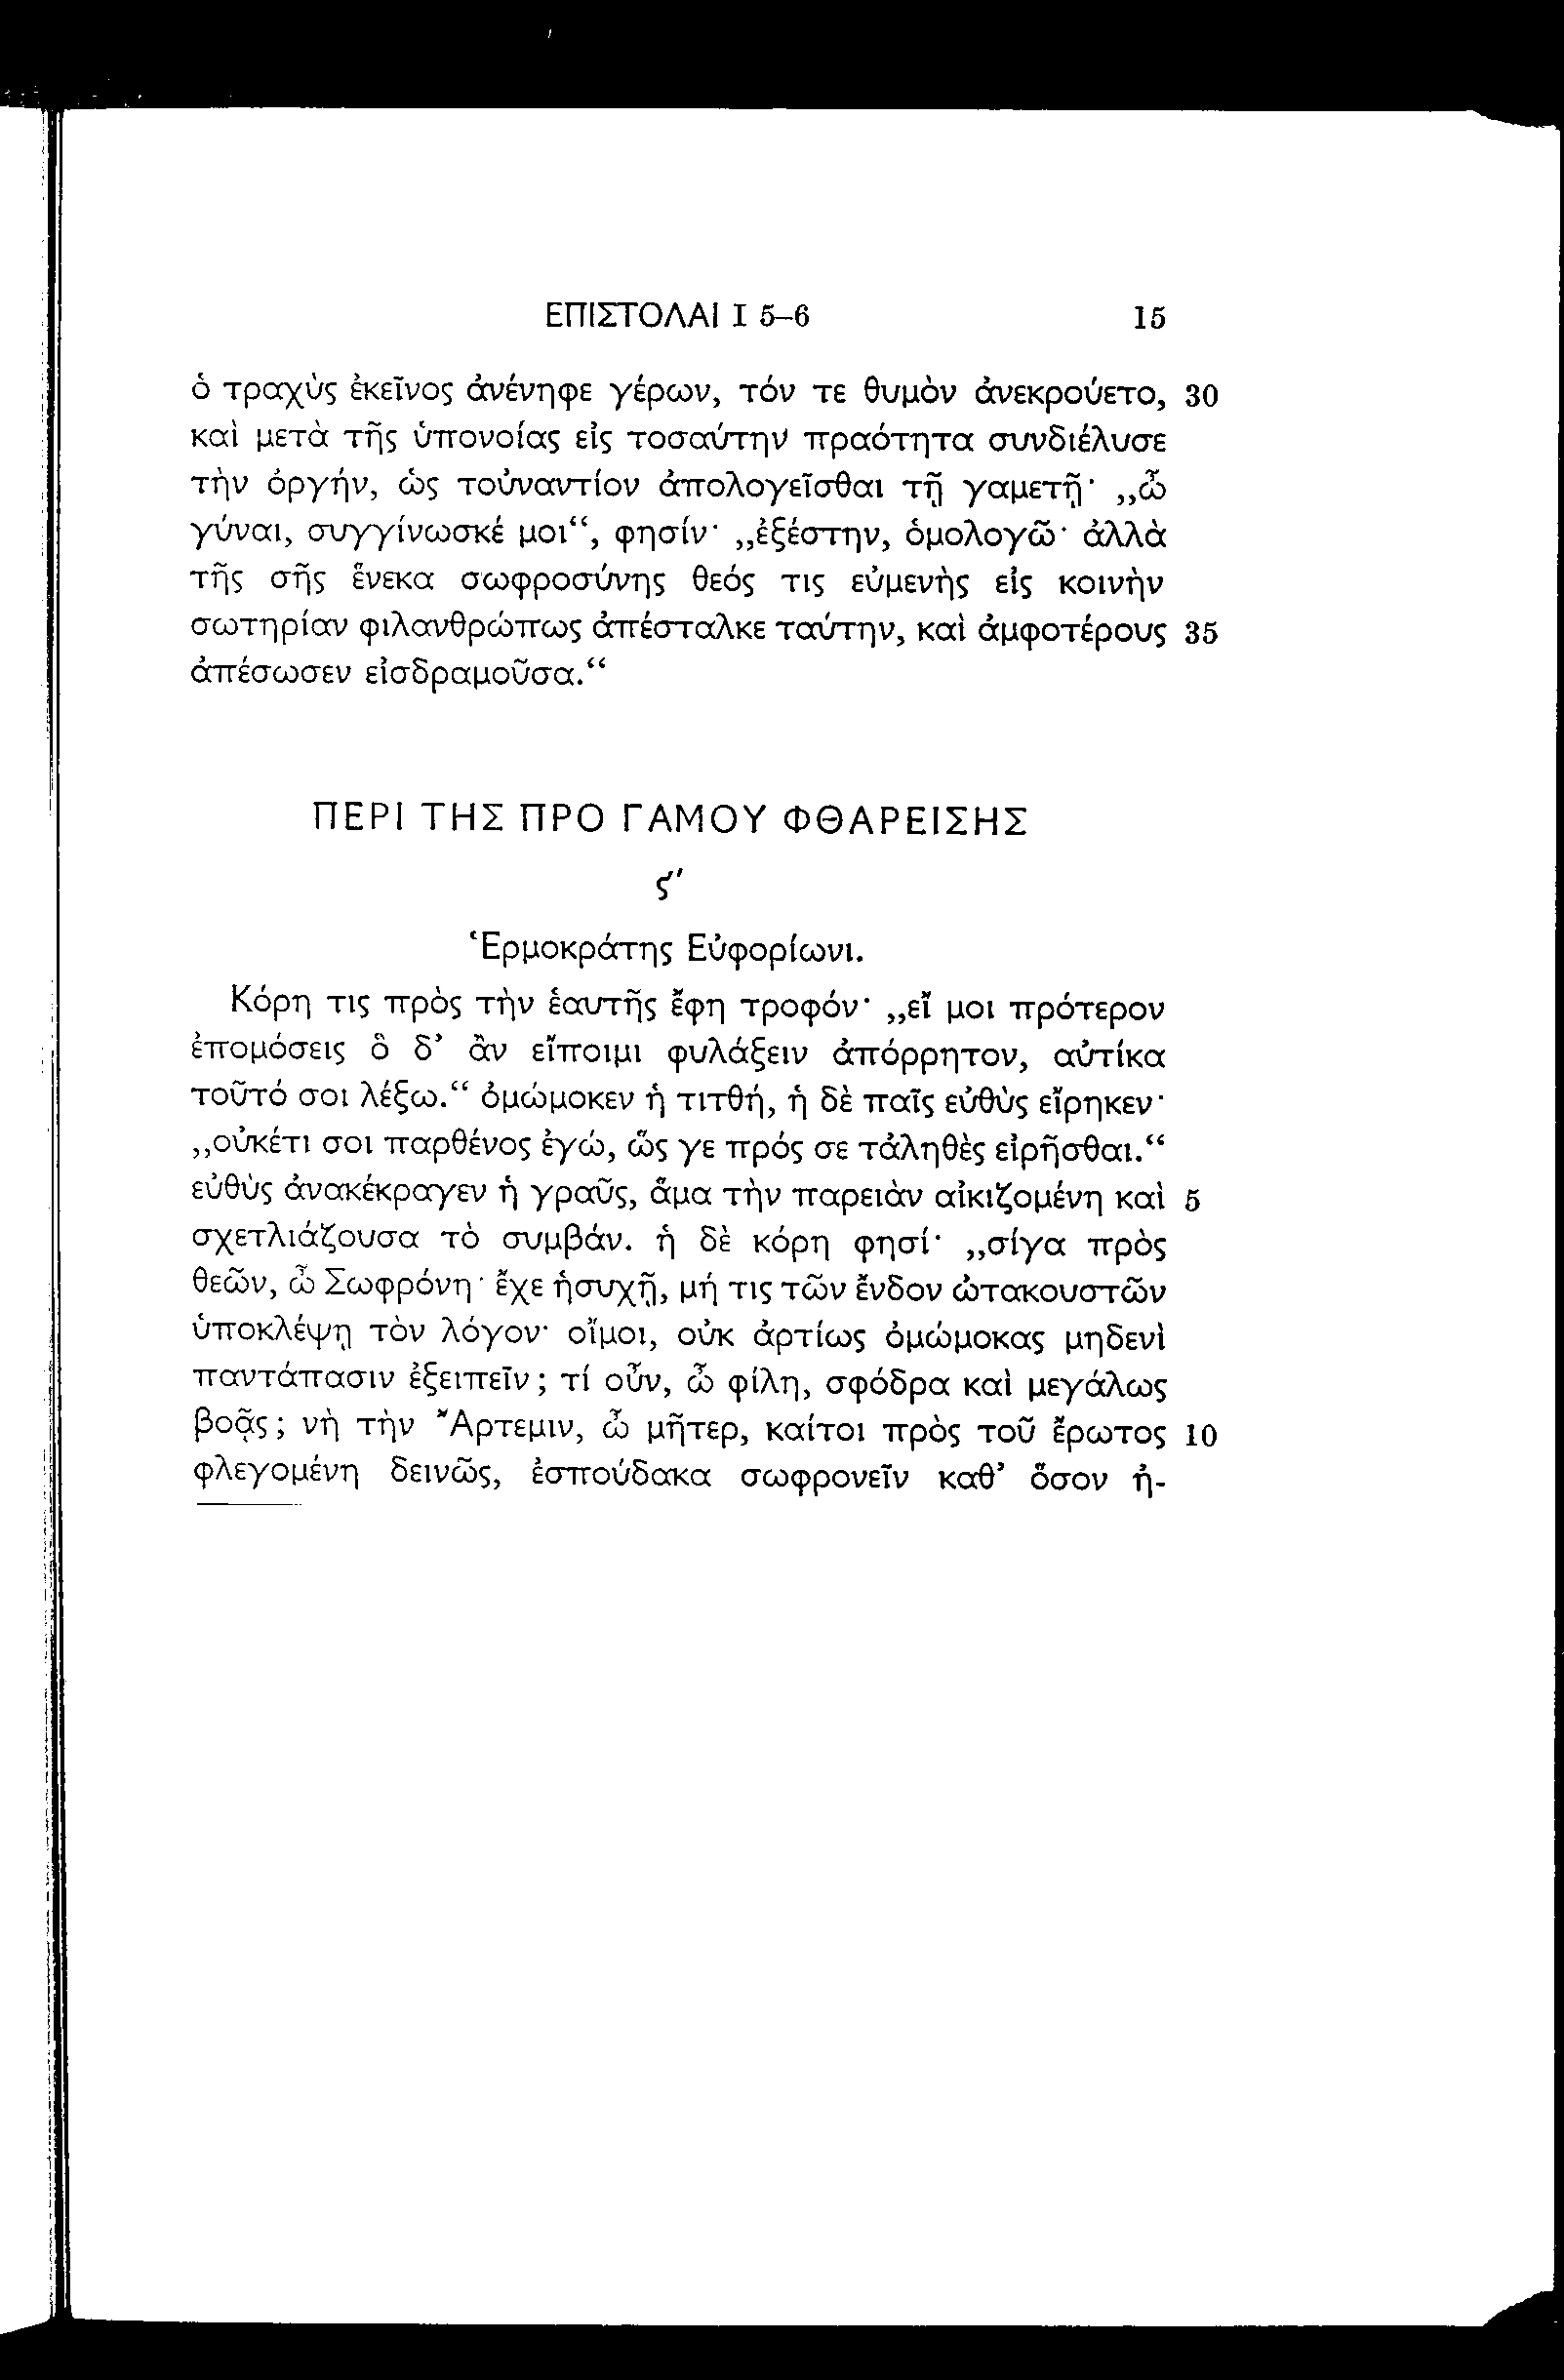 ΕΠΙΣΤΟΛΑΙ I 5–6 15
ὁ τραχὺς ἐκεῖνος ἀνένηφε γέρων, τόν τε θυμὸν ἀνεκρούετο, 30
καὶ μετὰ τῆς ὑπονοίας εἰς τοσαύτην πραότητα συνδιέλυσε
τὴν ὀργήν, ὡς τοὐναντίον ἀπολογεῖσθαι τῇ γαμετῇ· „ὦ
γύναι, συγγίνωσκέ μοι“, φησίν· „ἐξέστην, ὁμολογῶ· ἀλλὰ
τῆς σῆς ἕνεκα σωφροσύνης θεός τις εὐμενὴς εἰς κοινὴν
σωτηρίαν φιλανθρώπως ἀπέσταλκε ταύτην, καὶ ἀμφοτέρους 35
ἀπέσωσεν εἰσδραμοῦσα.“
ΠΕΡΙ ΤΗΣ ΠΡΟ ΓΑΜΟΥ ΦΘΑΡΕΙΣΗΣ
ϛ′
Ἑρμοκράτης Εὐφορίωνι.
Κόρη τις πρὸς τὴν ἑαυτῆς ἔφη τροφόν· „εἴ μοι πρότερον
ἐπομόσεις ὃ δ’ ἂν εἴποιμι φυλάξειν ἀπόρρητον, αὐτίκα
τοῦτό σοι λέξω.“ ὀμώμοκεν ἡ τιτθή, ἡ δὲ παῖς εὐθὺς εἴρηκεν·
„οὐκέτι σοι παρθένος ἐγώ, ὥς γε πρός σε τἀληθὲς εἰρῆσθαι.“
εὐθὺς ἀνακέκραγεν ἡ γραῦς, ἅμα τὴν παρειὰν αἰκιζομένη καὶ 5
σχετλιάζουσα τὸ συμβάν. ἡ δὲ κόρη φησί· „σίγα πρὸς
θεῶν, ὦ Σωφρόνη· ἔχε ἡσυχῇ, μή τις τῶν ἔνδον ὠτακουστῶν
ὑποκλέψῃ τὸν λόγον· οἴμοι, οὐκ ἀρτίως ὀμώμοκας μηδενὶ
παντάπασιν ἐξειπεῖν; τί οὖν, ὦ φίλη, σφόδρα καὶ μεγάλως
βοᾷς; νὴ τὴν Ἄρτεμιν, ὦ μῆτερ, καίτοι πρὸς τοῦ ἔρωτος 10
φλεγομένη δεινῶς, ἐσπούδακα σωφρονεῖν καθ’ ὅσον ἠ-